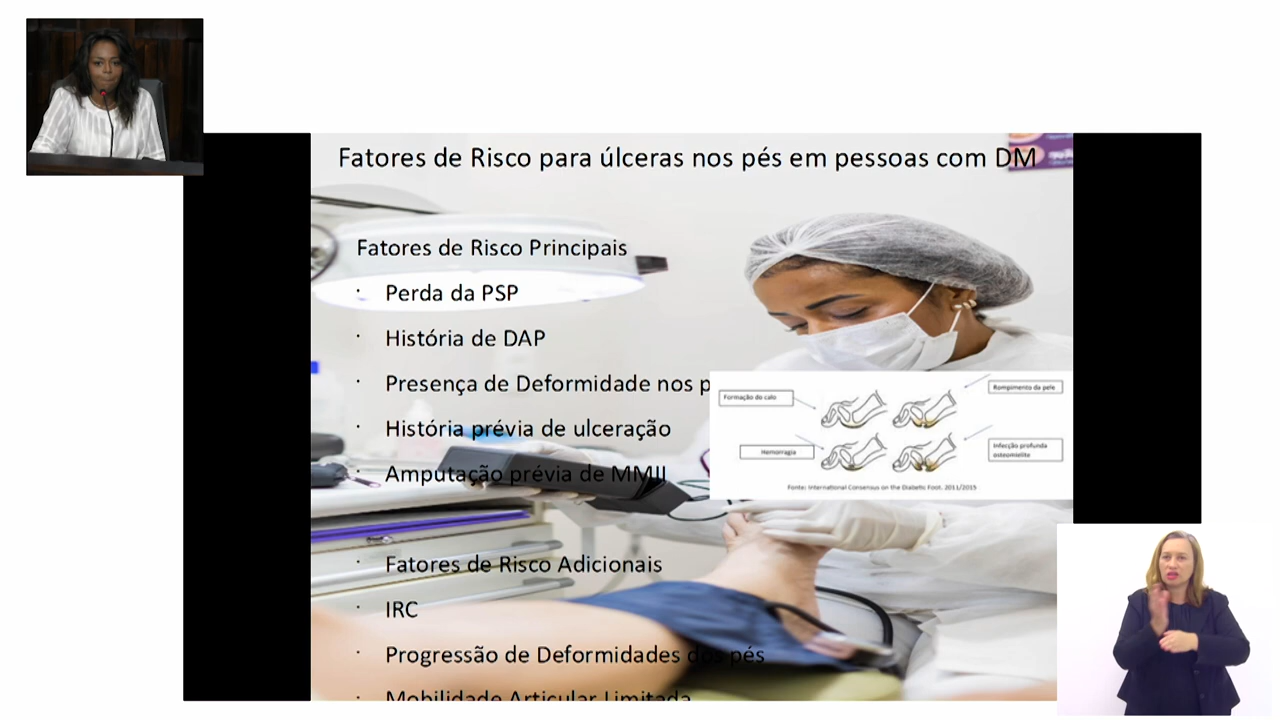 Fatores de Risco para úlceras nos pés em pessoas com DM
Fatores de Risco Principais
Perda da PSP
História de DAP
Presença de Deformidade nos p
História prévia de ulceração
Amputação prévia de MMII
Formação do calo
Rompimento da pele
Hemorragia
Infecção profunda
osteomielite
Fonte: International Consensus on the Diabetic Foot, 2011/2015
Fatores de Risco Adicionais
IRC
Progressão de Deformidades dos pés
Mobilidade Articular Limitada